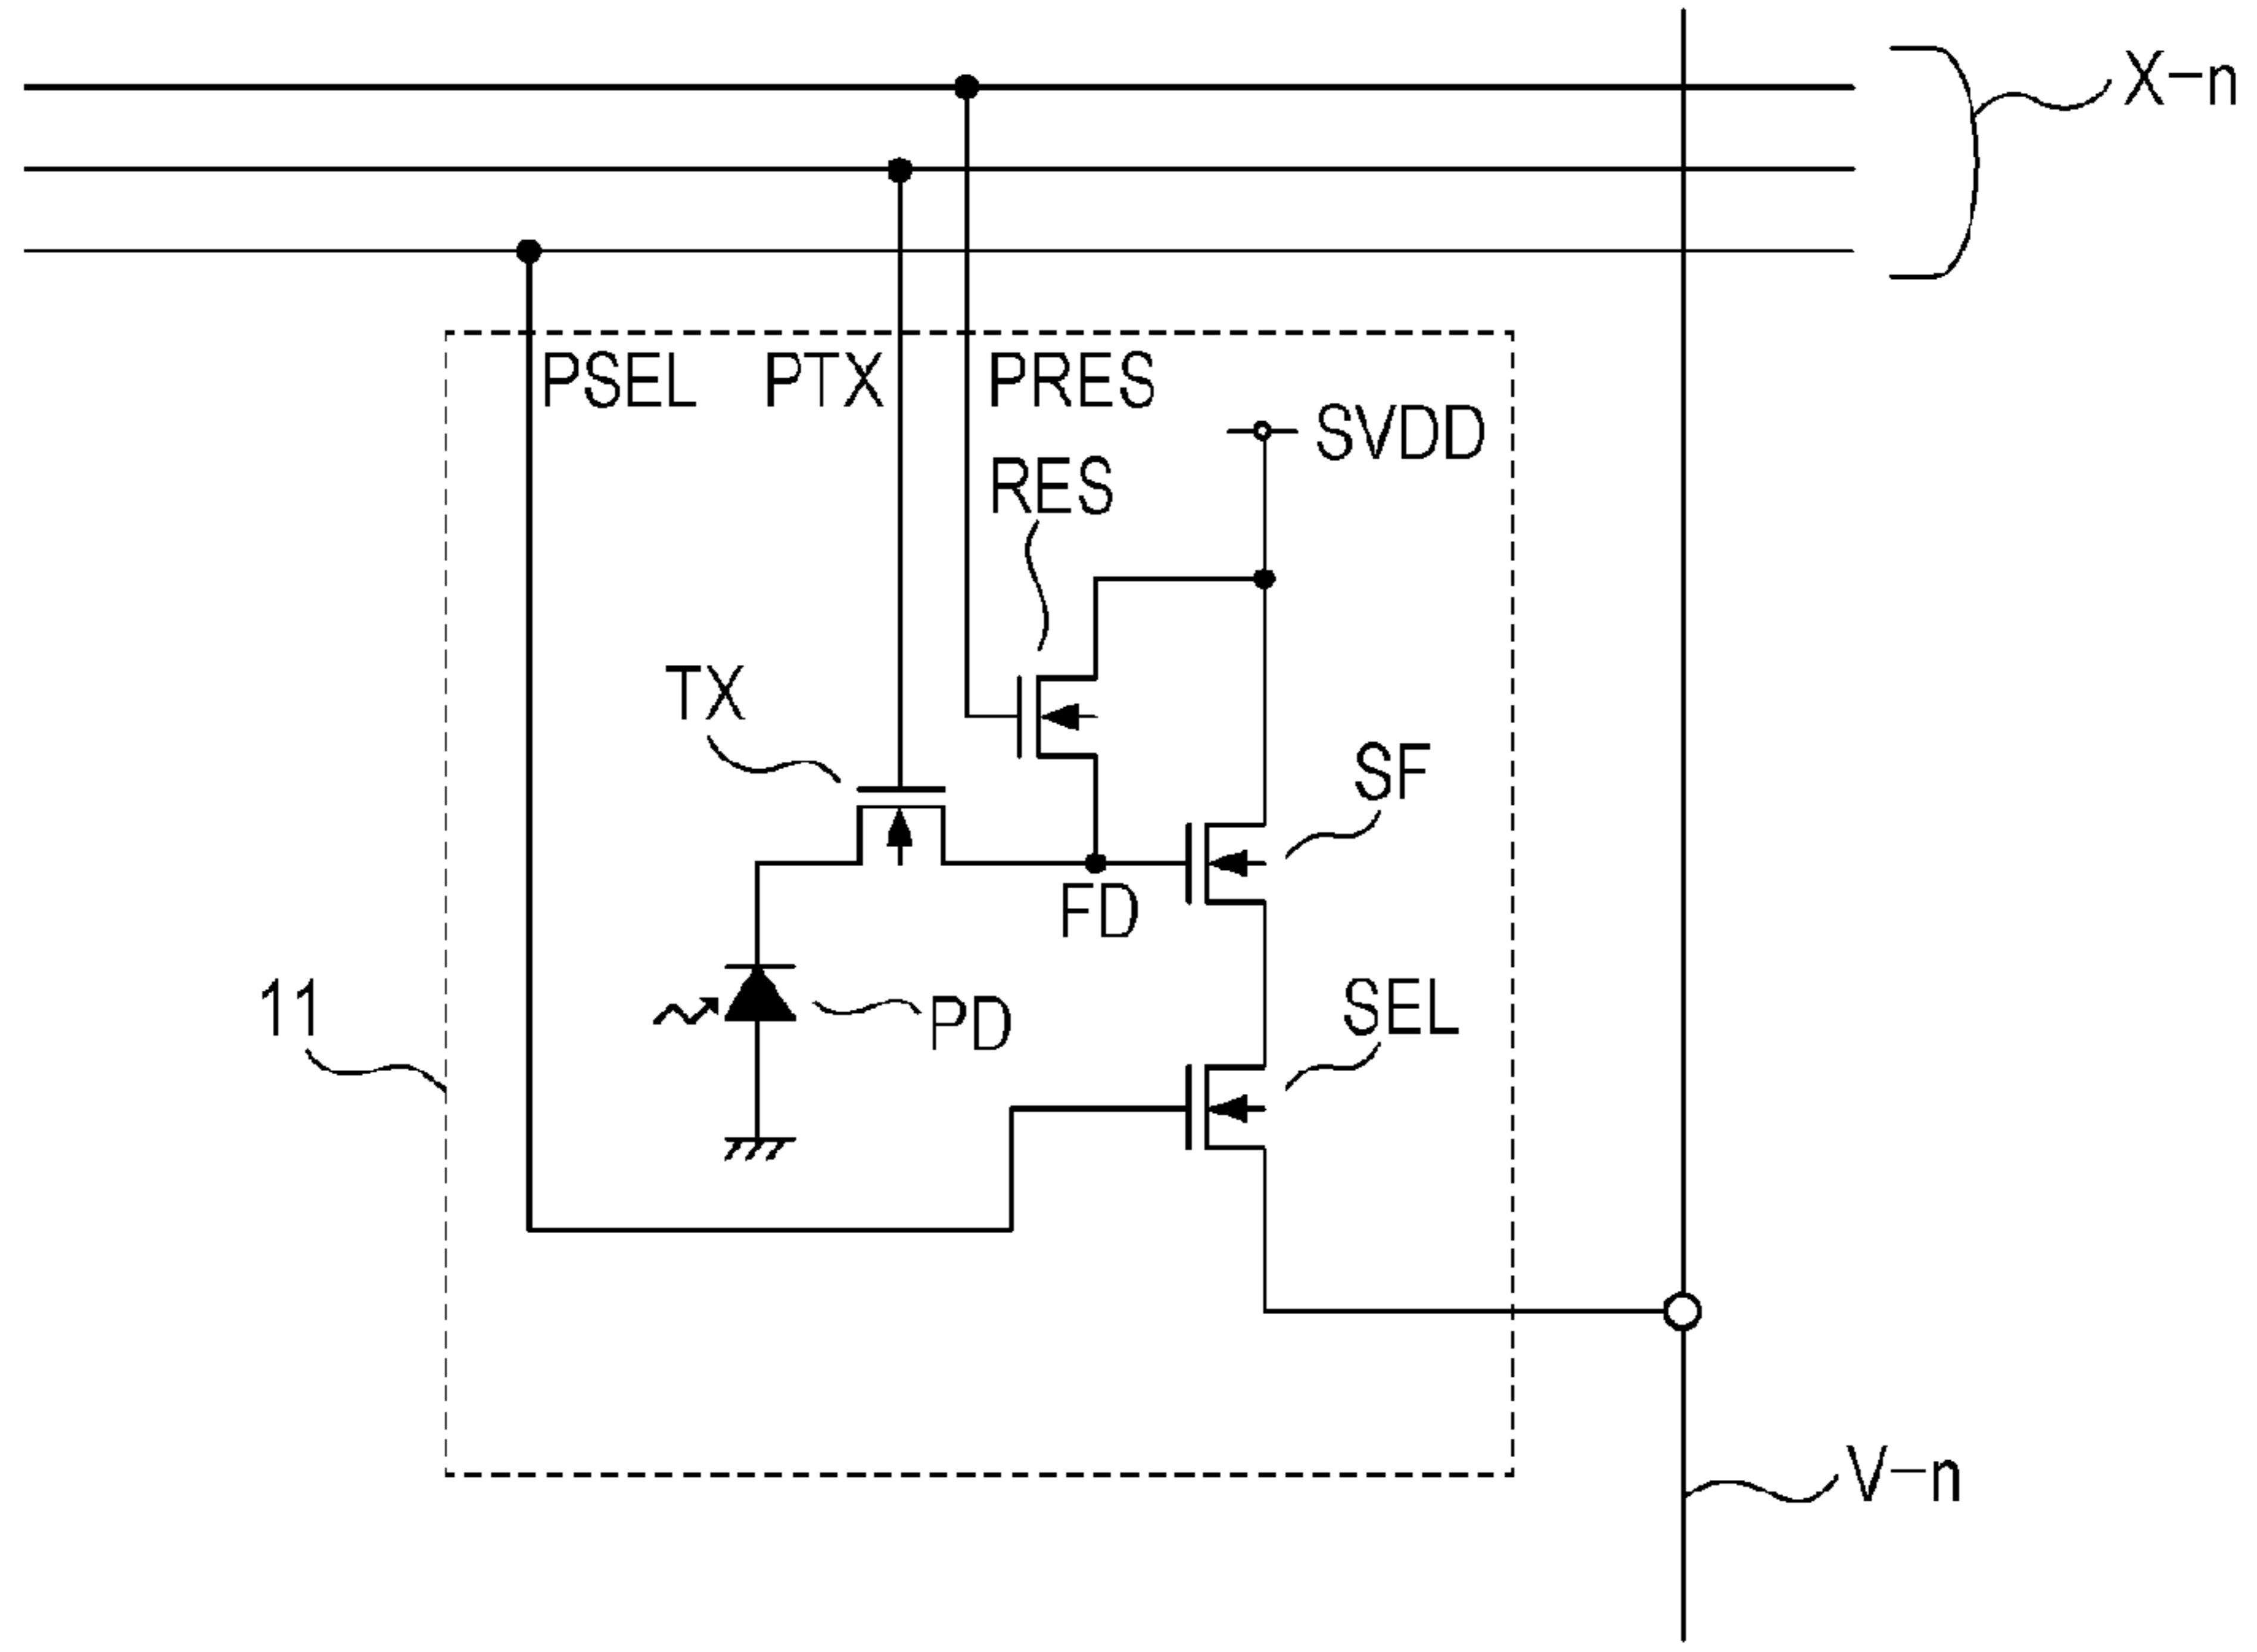 X-n
PSEL PTX PRES
SVDD
RES
TX
SF
FD
11
PD
SEL
V-n